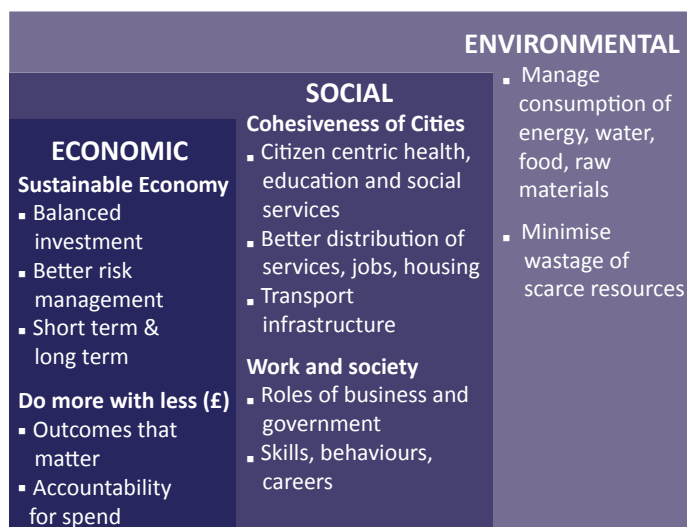 ECONOMIC
Sustainable Economy
▪ Balanced
investment
▪ Better risk
management
▪ Short term &
long term
Do more with less (£)
▪ Outcomes that
matter
▪ Accountability
for spend
SOCIAL
Cohesiveness of Cities
▪ Citizen centric health,
education and social
services
▪ Better distribution of
services, jobs, housing
▪ Transport
infrastructure
Work and society
▪ Roles of business and
government
▪ Skills, behaviours,
careers
ENVIRONMENTAL
▪ Manage
consumption of
energy, water,
food, raw
materials
▪ Minimise
wastage of
scarce resources